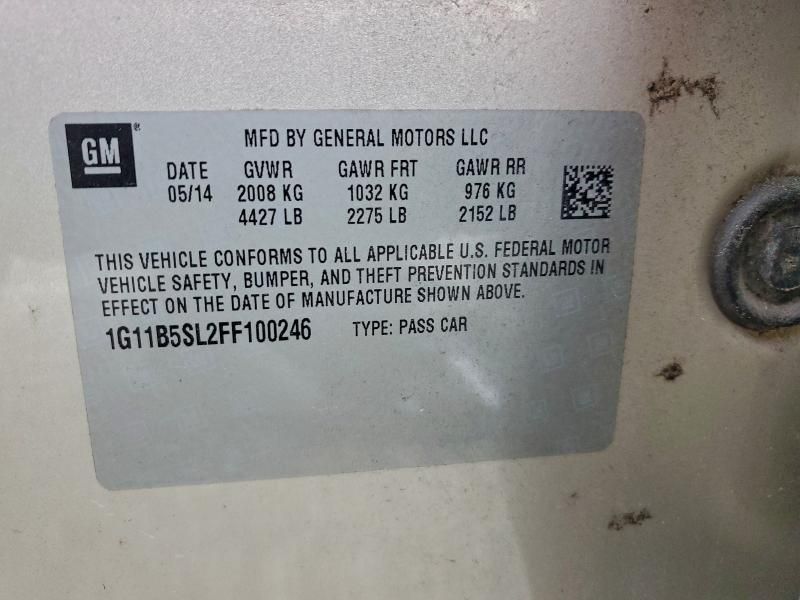 GM ®
MFD BY GENERAL MOTORS LLC
DATE GVWR GAWR FRT GAWR RR
05/14 2008 KG 1032 KG 976 KG
4427 LB 2275 LB 2152 LB
THIS VEHICLE CONFORMS TO ALL APPLICABLE U.S. FEDERAL MOTOR
VEHICLE SAFETY, BUMPER, AND THEFT PREVENTION STANDARDS IN
EFFECT ON THE DATE OF MANUFACTURE SHOWN ABOVE.
1G11B5SL2FF100246 TYPE: PASS CAR